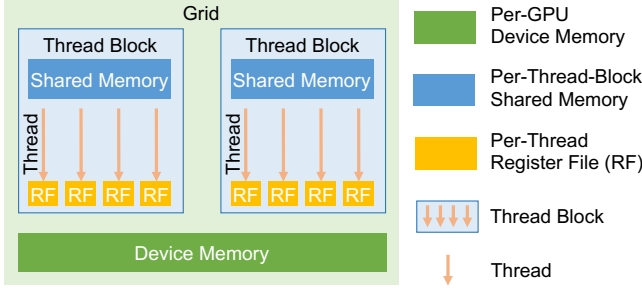 Grid
Thread Block
Shared Memory
Thread
RF RF RF RF
Thread Block
Shared Memory
Thread
RF RF RF RF
Device Memory
Per-GPU
Device Memory
Per-Thread-Block
Shared Memory
Per-Thread
Register File (RF)
Thread Block
Thread